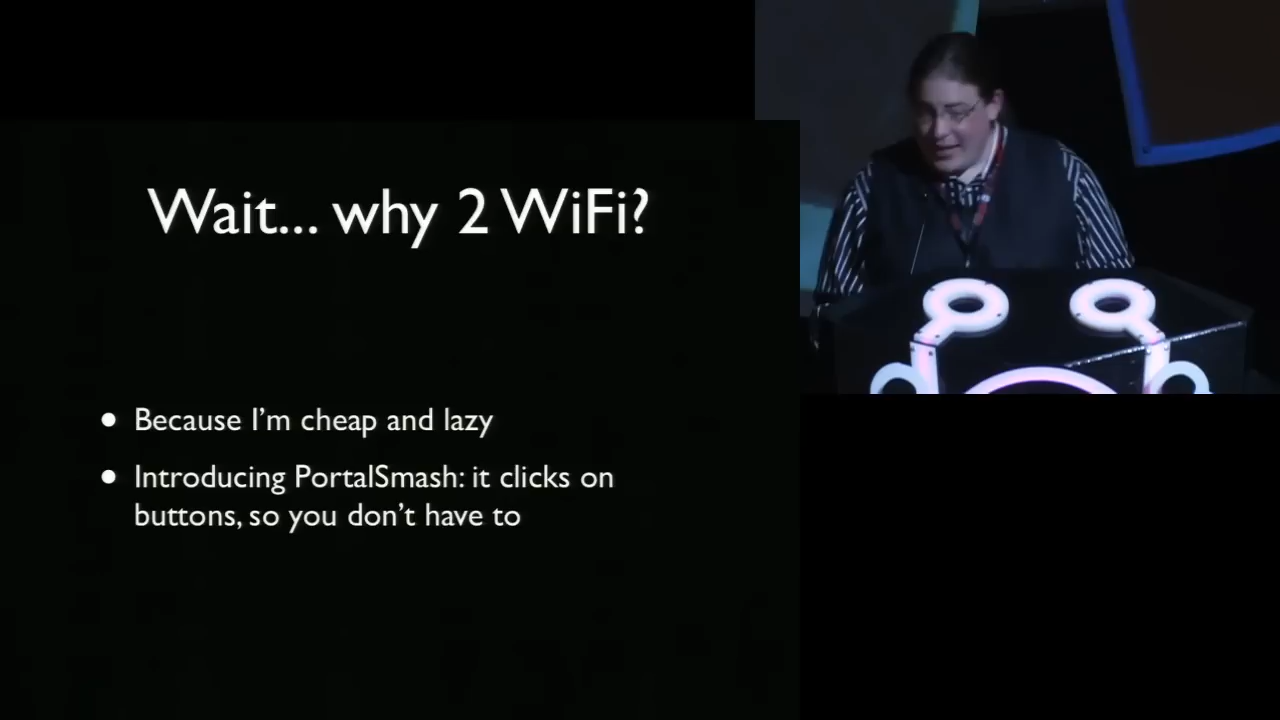 Wait... why 2 WiFi?
• Because I'm cheap and lazy
• Introducing PortalSmash: it clicks on
buttons, so you don't have to